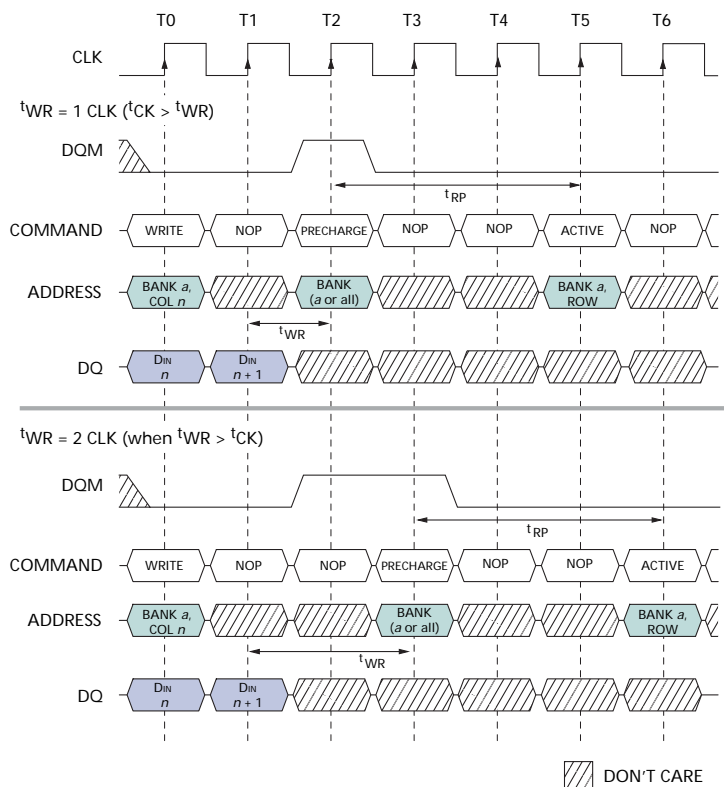 T0 T1 T2 T3 T4 T5 T6
CLK
tWR = 1 CLK (tCK > tWR)
DQM
tRP
COMMAND WRITE NOP PRECHARGE NOP NOP ACTIVE NOP
ADDRESS BANK a, COL n BANK (a or all) BANK a, ROW
tWR
DQ DIN n DIN n + 1
tWR = 2 CLK (when tWR > tCK)
DQM
tRP
COMMAND WRITE NOP NOP PRECHARGE NOP NOP ACTIVE
ADDRESS BANK a, COL n BANK (a or all) BANK a, ROW
tWR
DQ DIN n DIN n + 1
DON'T CARE